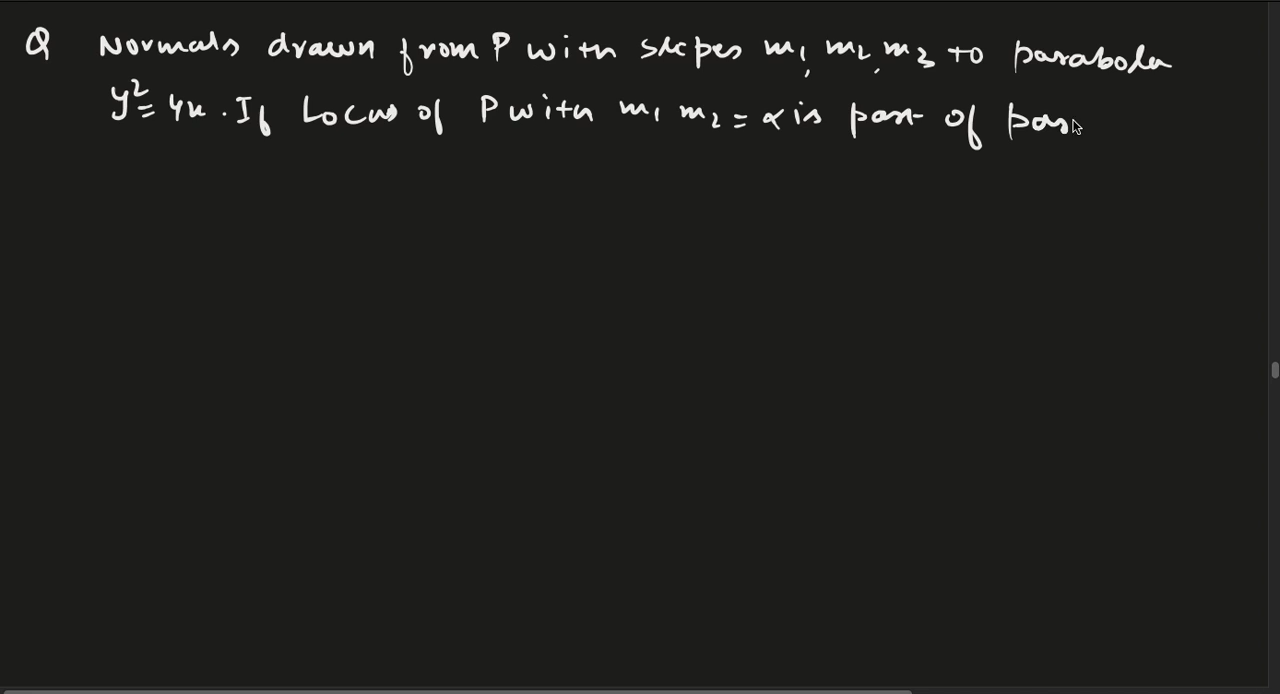 Q Normals drawn from P with slopes m₁, m₂, m₃ to parabola
y² = 4x. If Locus of P with m₁ m₂ = α is part of par